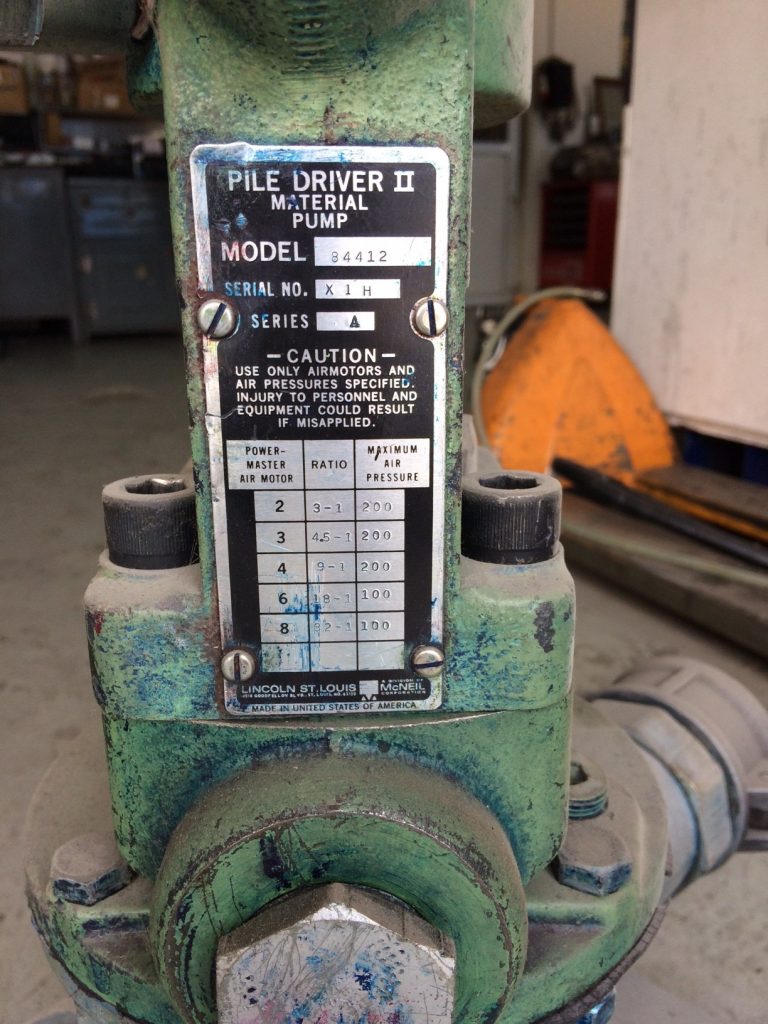 PILE DRIVER II
MATERIAL
PUMP
MODEL 84412
SERIAL NO. X 1 H
SERIES A
— CAUTION —
USE ONLY AIRMOTORS AND
AIR PRESSURES SPECIFIED.
INJURY TO PERSONNEL AND
EQUIPMENT COULD RESULT
IF MISAPPLIED.
POWER-MASTER AIR MOTOR RATIO MAXIMUM AIR PRESSURE
2 3-1 200
3 4.5-1 200
4 9-1 200
6 18-1 100
8 100
LINCOLN ST. LOUIS A DIVISION OF McNEIL CORPORATION
MADE IN UNITED STATES OF AMERICA